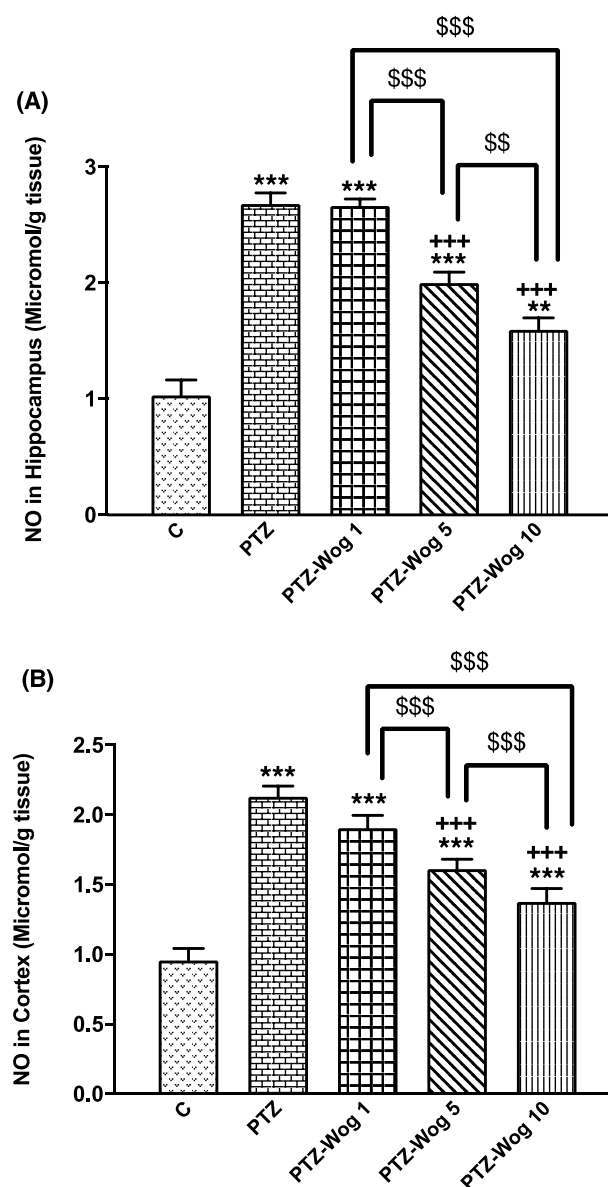 $$$
(A)
$$$
$$
3
2
1
0
NO in Hippocampus (Micromol/g tissue)
***
***
+++
***
+++
**
C
PTZ
PTZ-Wog 1
PTZ-Wog 5
PTZ-Wog 10
(B)
$$$
$$$
$$$
2.5
2.0
1.5
1.0
0.5
0.0
NO in Cortex (Micromol/g tissue)
***
***
+++
***
+++
***
C
PTZ
PTZ-Wog 1
PTZ-Wog 5
PTZ-Wog 10